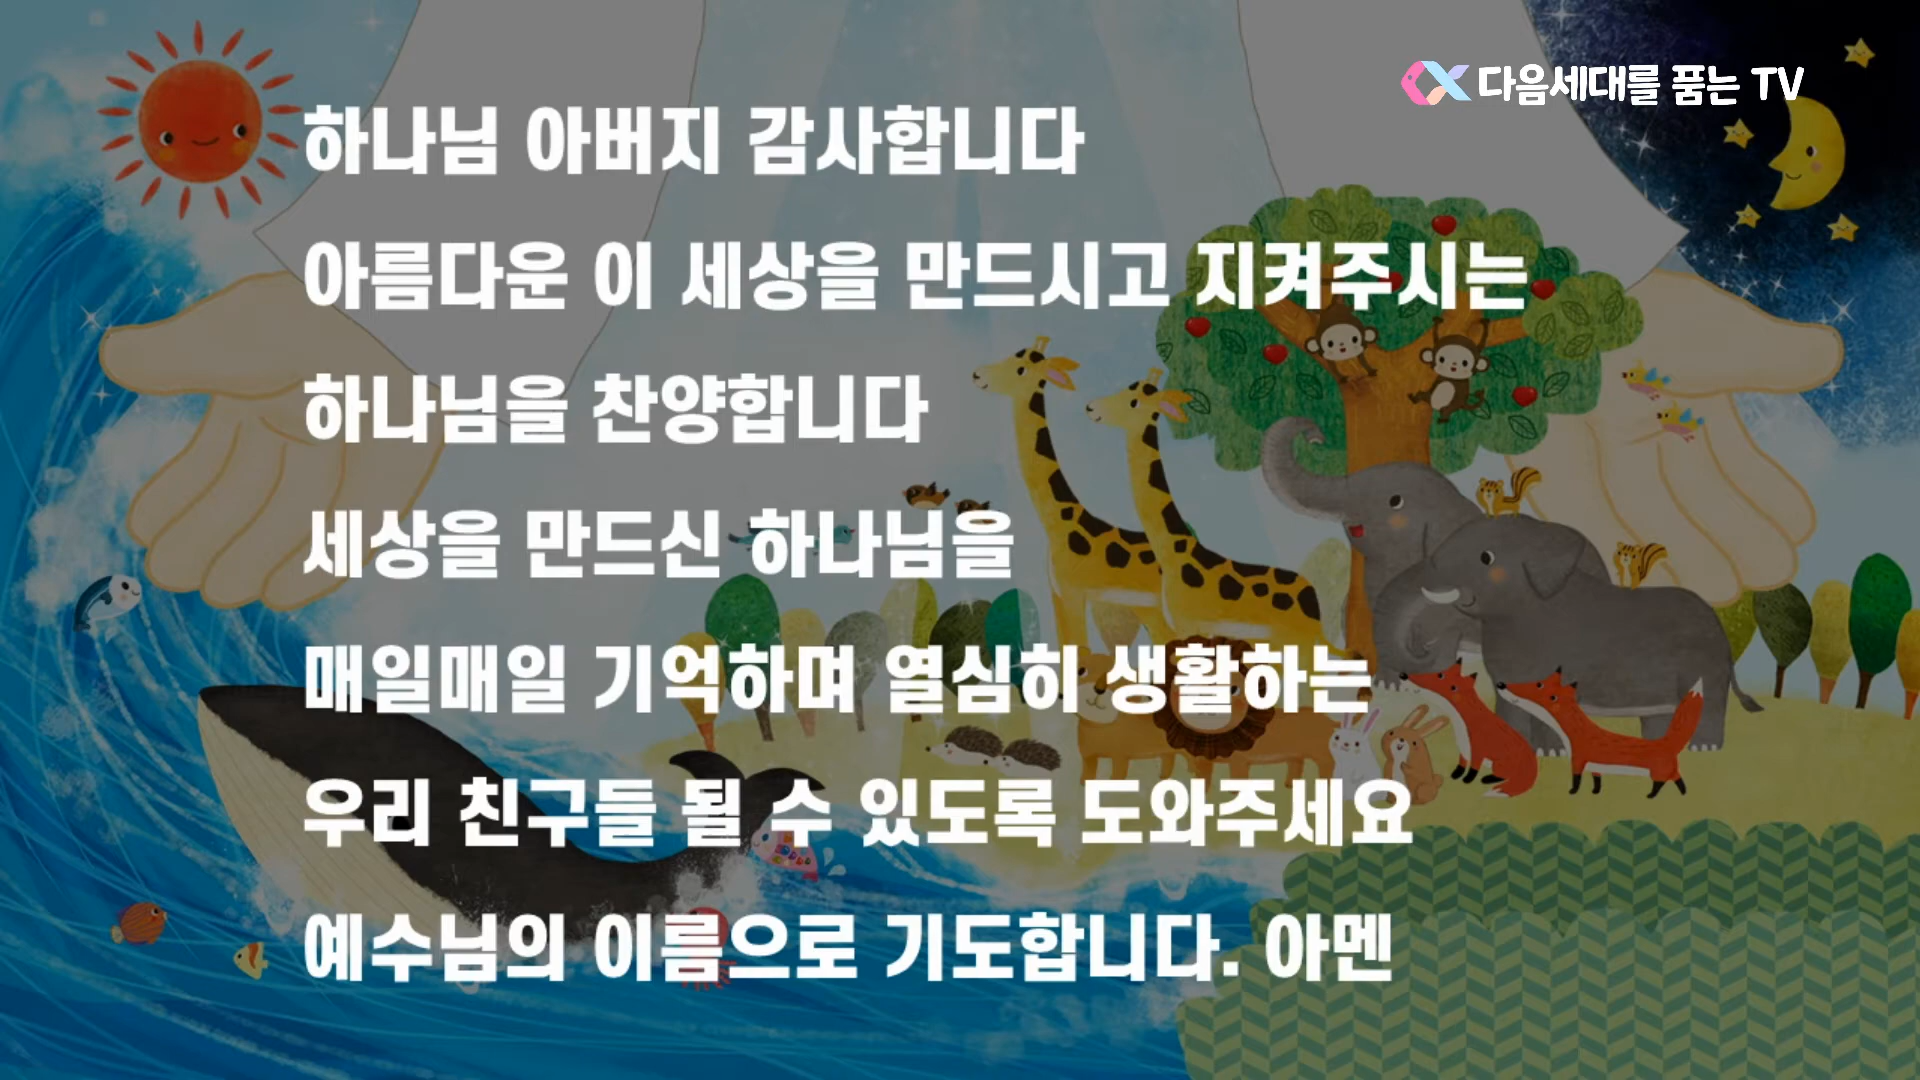 다음세대를 품는 TV
하나님 아버지 감사합니다
아름다운 이 세상을 만드시고 지켜주시는
하나님을 찬양합니다
세상을 만드신 하나님을
매일매일 기억하며 열심히 생활하는
우리 친구들 될 수 있도록 도와주세요
예수님의 이름으로 기도합니다. 아멘